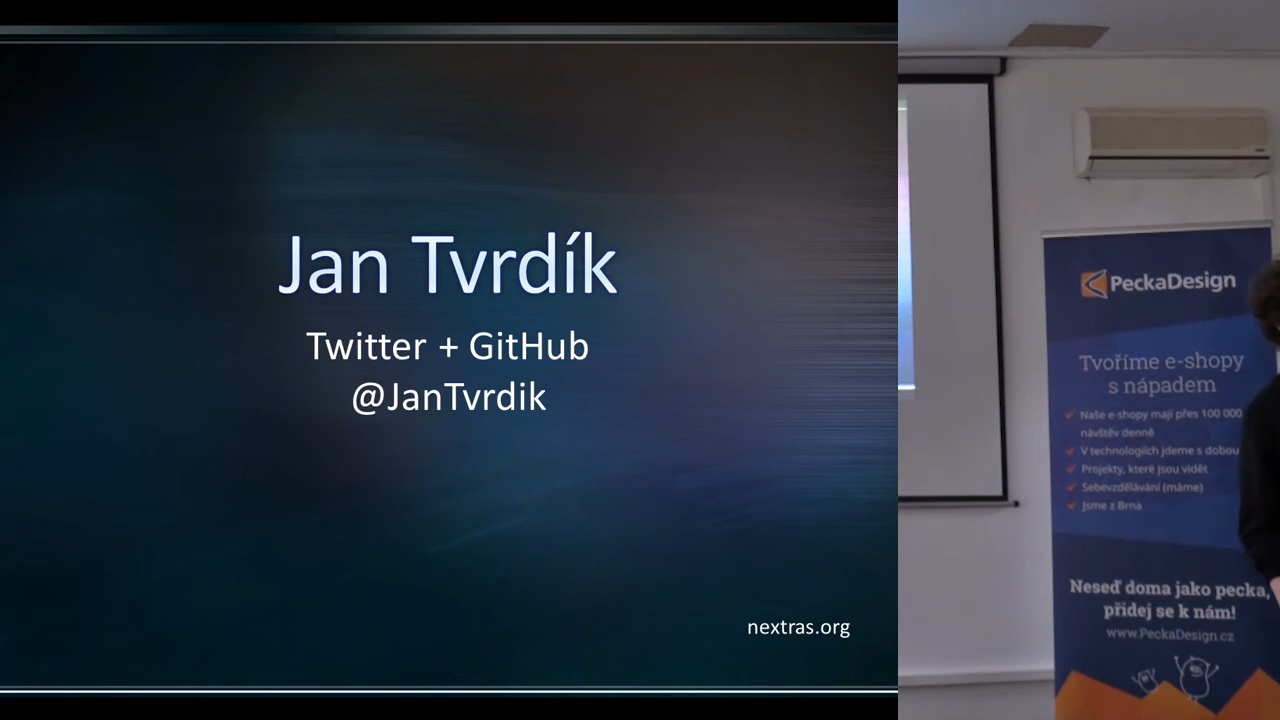 Jan Tvrdík
Twitter + GitHub
@JanTvrdik
nextras.org
PeckaDesign
Tvoříme e-shopy
s nápadem
Naše e-shopy mají přes 100 000
návštěv denně
V technologiích jdeme s dobou
Projekty, které jsou vidět
Sebevzdělávání (máme)
Jsme z Brna
Neseď doma jako pecka,
přidej se k nám!
www.PeckaDesign.cz